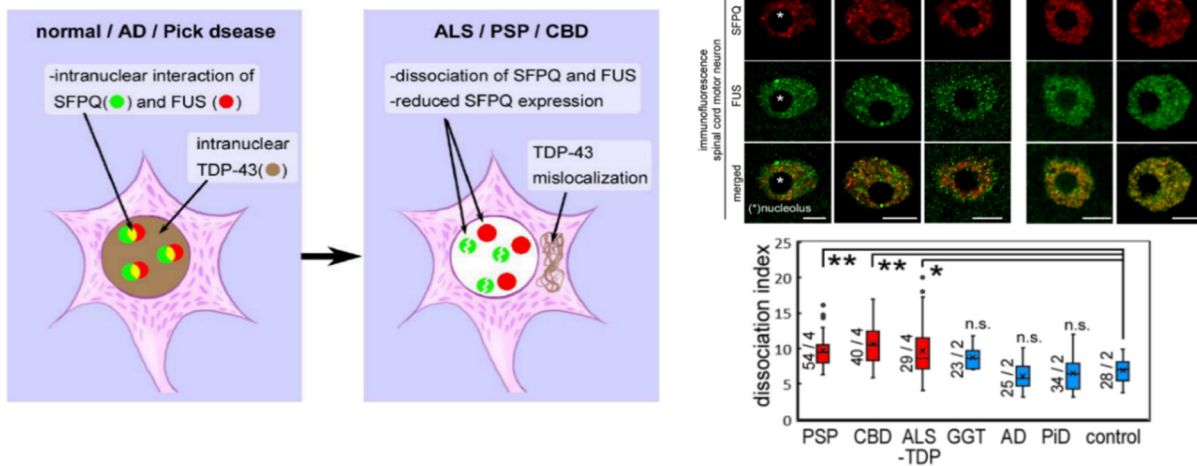 normal / AD / Pick dsease
-intranuclear interaction of
SFPQ( ) and FUS ( )
intranuclear
TDP-43( )
ALS / PSP / CBD
-dissociation of SFPQ and FUS
-reduced SFPQ expression
TDP-43
mislocalization
immunofluorescence
spinal cord motor neuron
SFPQ
FUS
merged
*
*
*
(*)nucleolus
dissociation index
25
20
15
10
5
0
** ** *
n.s. n.s. n.s.
54 / 4 40 / 4 29 / 4 23 / 2 25 / 2 34 / 2 28 / 2
PSP CBD ALS GGT AD PiD control
-TDP